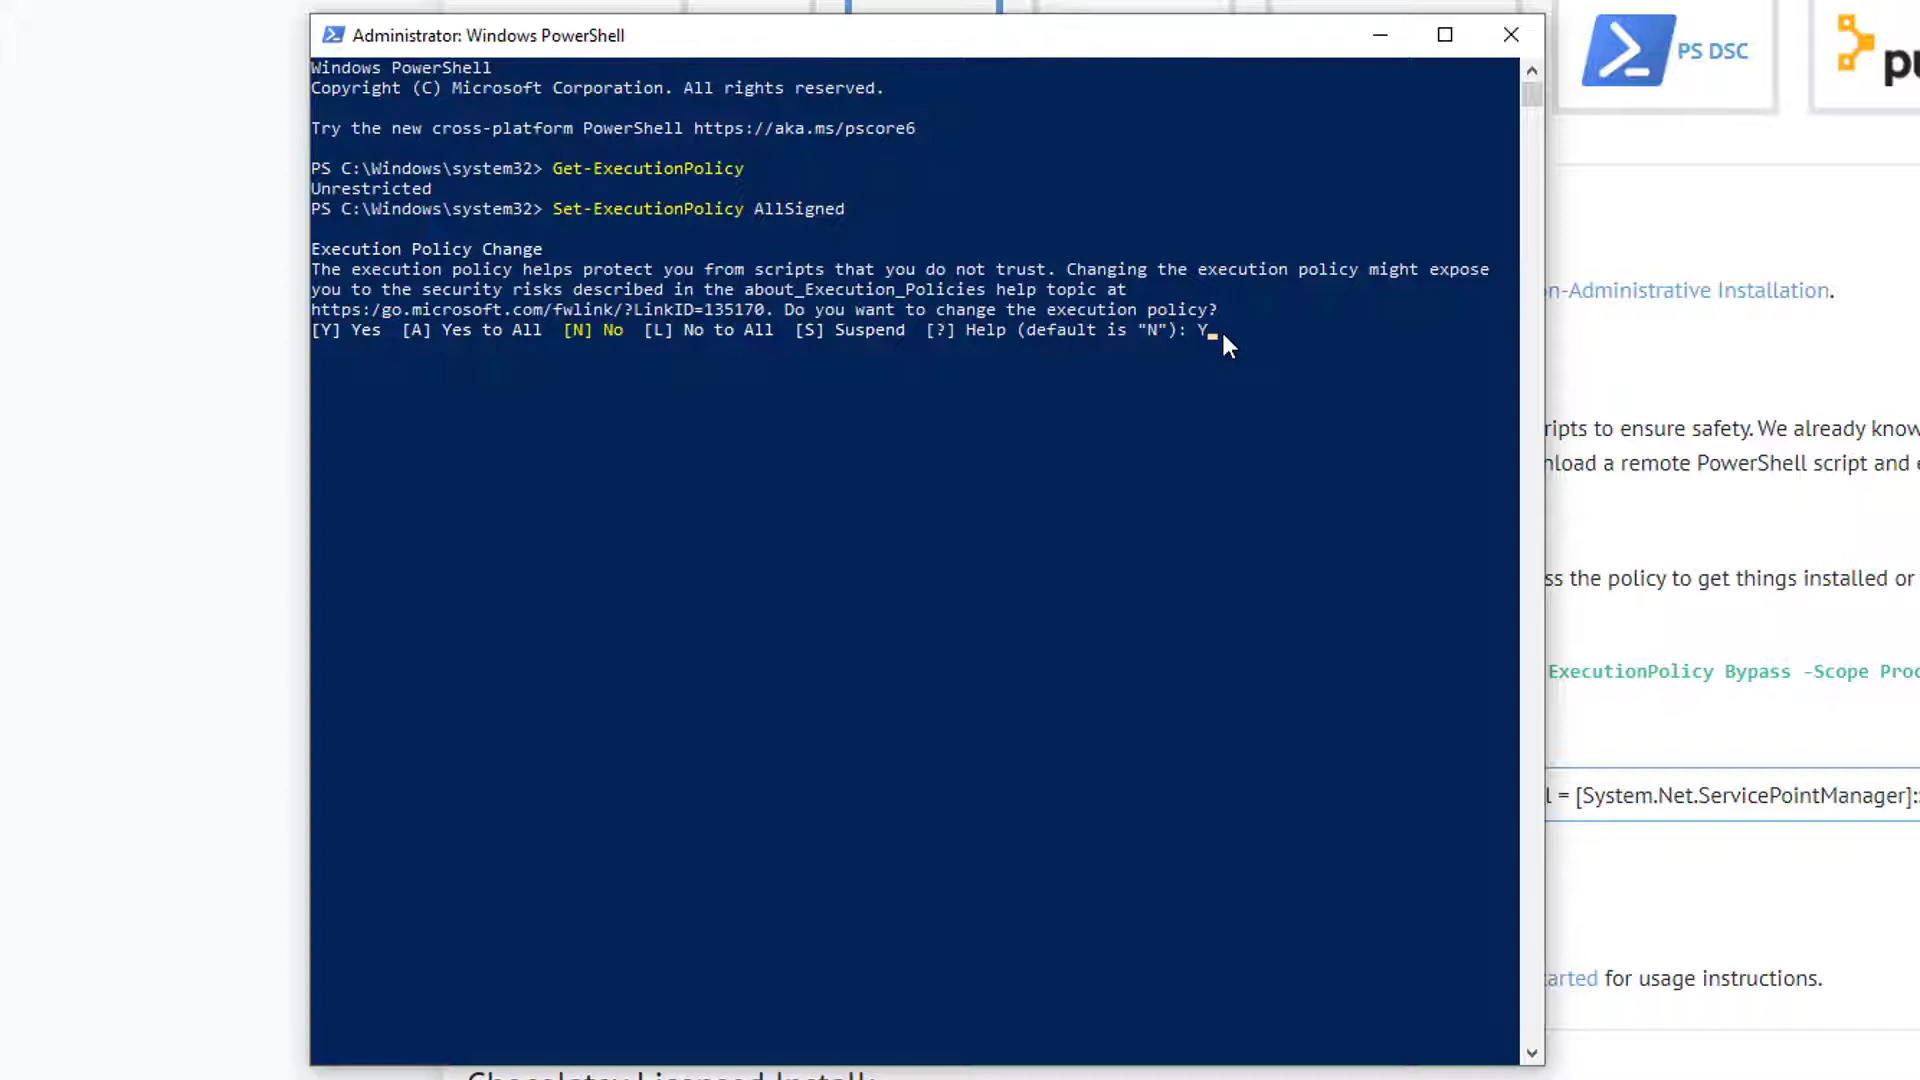 Administrator: Windows PowerShell
PS DSC
Windows PowerShell
Copyright (C) Microsoft Corporation. All rights reserved.
Try the new cross-platform PowerShell https://aka.ms/pscore6
PS C:\Windows\system32> Get-ExecutionPolicy
Unrestricted
PS C:\Windows\system32> Set-ExecutionPolicy AllSigned
Execution Policy Change
The execution policy helps protect you from scripts that you do not trust. Changing the execution policy might expose
you to the security risks described in the about_Execution_Policies help topic at
https:/go.microsoft.com/fwlink/?LinkID=135170. Do you want to change the execution policy?
[Y] Yes [A] Yes to All [N] No [L] No to All [S] Suspend [?] Help (default is "N"): Y
n-Administrative Installation.
ripts to ensure safety. We already know
nload a remote PowerShell script and e
ss the policy to get things installed or
ExecutionPolicy Bypass -Scope Proc
l = [System.Net.ServicePointManager]::
arted for usage instructions.